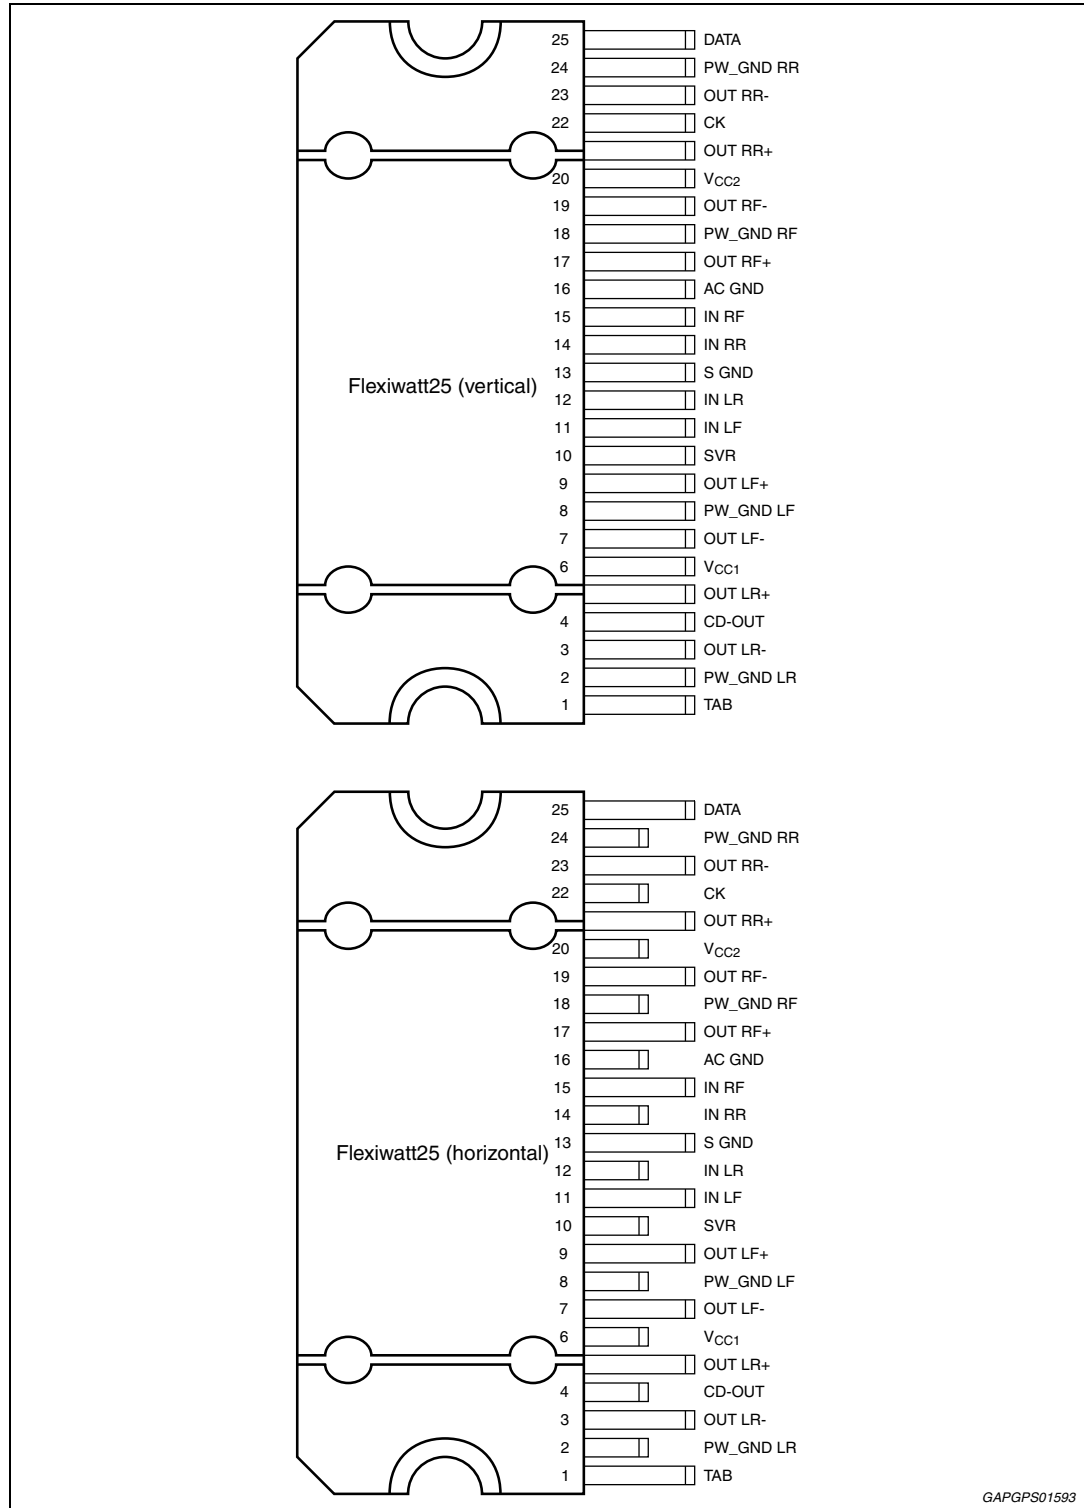 25 DATA
24 PW_GND RR
23 OUT RR-
22 CK
OUT RR+
20 VCC2
19 OUT RF-
18 PW_GND RF
17 OUT RF+
16 AC GND
15 IN RF
14 IN RR
13 S GND
Flexiwatt25 (vertical)
12 IN LR
11 IN LF
10 SVR
9 OUT LF+
8 PW_GND LF
7 OUT LF-
6 VCC1
OUT LR+
4 CD-OUT
3 OUT LR-
2 PW_GND LR
1 TAB
25 DATA
24 PW_GND RR
23 OUT RR-
22 CK
OUT RR+
20 VCC2
19 OUT RF-
18 PW_GND RF
17 OUT RF+
16 AC GND
15 IN RF
14 IN RR
13 S GND
Flexiwatt25 (horizontal)
12 IN LR
11 IN LF
10 SVR
9 OUT LF+
8 PW_GND LF
7 OUT LF-
6 VCC1
OUT LR+
4 CD-OUT
3 OUT LR-
2 PW_GND LR
1 TAB
GAPGPS01593